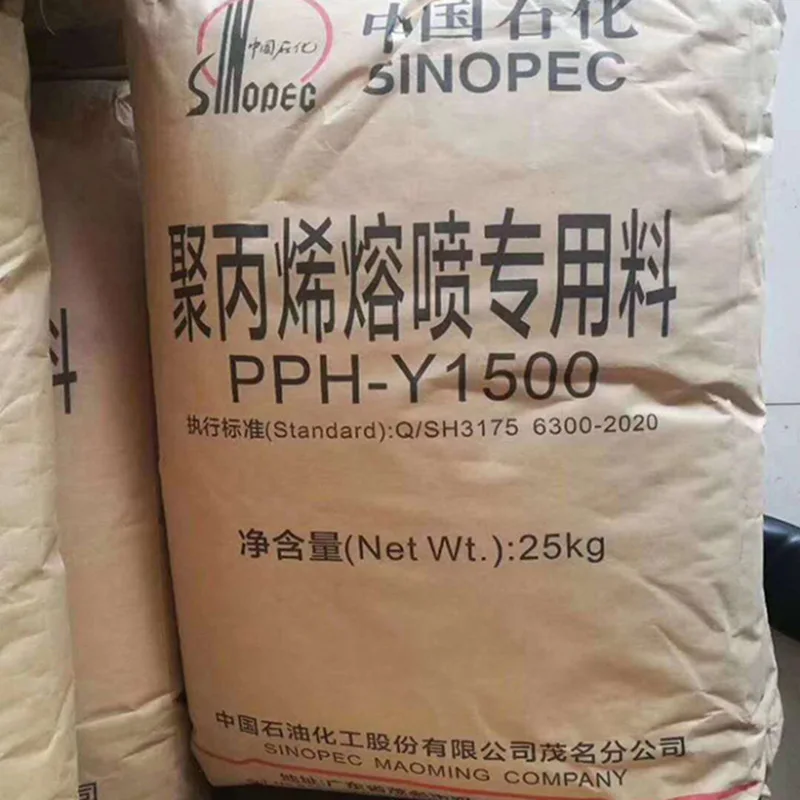 中国石化
SINOPEC
中国石化
SINOPEC
聚丙烯熔喷专用料
PPH-Y1500
执行标准(Standard):Q/SH3175 6300-2020
净含量(Net Wt.):25kg
中国石油化工股份有限公司茂名分公司
SINOPEC MAOMING COMPANY
料